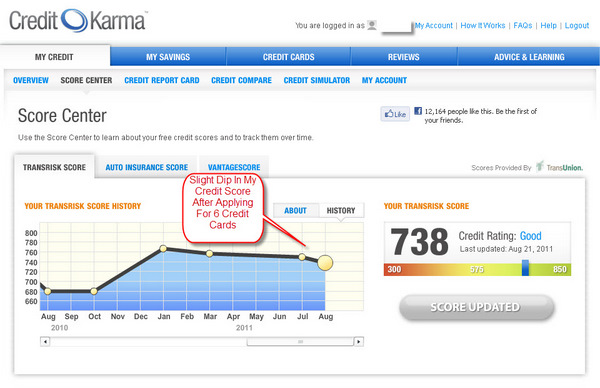 Credit Karma™
You are logged in as
My Account | How It Works | FAQs | Help | Logout
MY CREDIT
MY SAVINGS
CREDIT CARDS
REVIEWS
ADVICE & LEARNING
OVERVIEW
SCORE CENTER
CREDIT REPORT CARD
CREDIT COMPARE
CREDIT SIMULATOR
MY ACCOUNT
Score Center
Like
12,164 people like this. Be the first of
your friends.
Use the Score Center to learn about your free credit scores and to track them over time.
TRANSRISK SCORE
AUTO INSURANCE SCORE
VANTAGESCORE
Scores Provided By TransUnion.
Slight Dip In My
Credit Score
After Applying
For 6 Credit
Cards
YOUR TRANSRISK SCORE HISTORY
ABOUT
HISTORY
800
780
760
740
720
700
680
660
Aug Sep Oct Nov Dec Jan Feb Mar Apr May Jun Jul Aug
2010 2011
YOUR TRANSRISK SCORE
738
Credit Rating: Good
Last updated: Aug 21, 2011
300 575 850
SCORE UPDATED